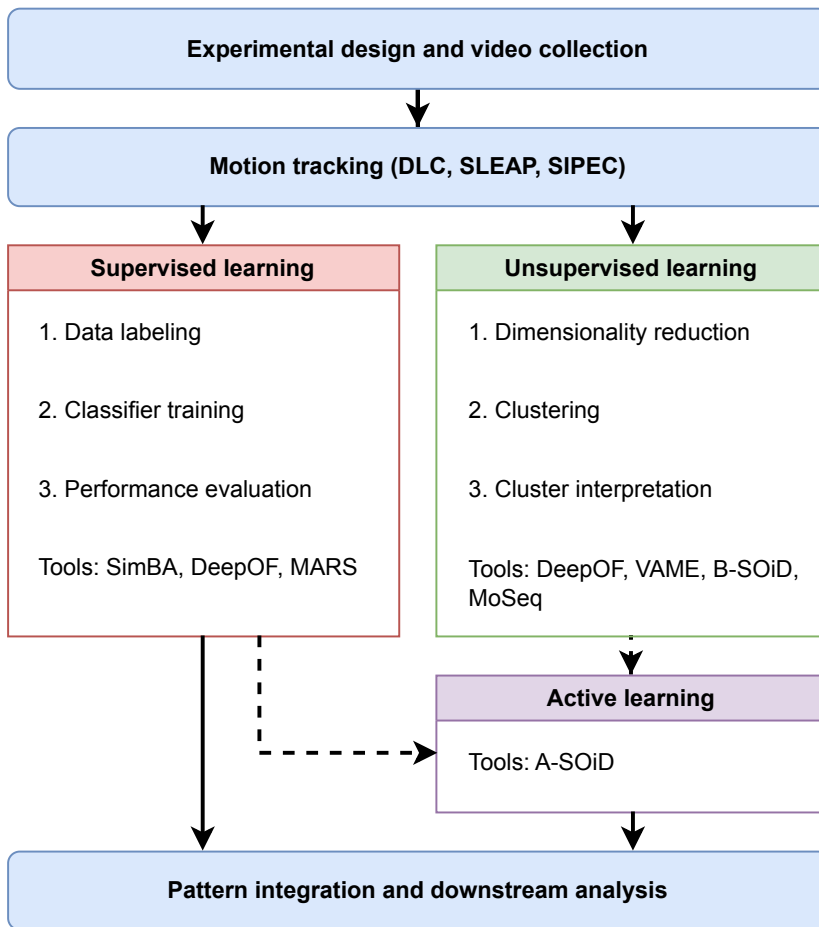 Experimental design and video collection
Motion tracking (DLC, SLEAP, SIPEC)
Supervised learning
1. Data labeling
2. Classifier training
3. Performance evaluation
Tools: SimBA, DeepOF, MARS
Unsupervised learning
1. Dimensionality reduction
2. Clustering
3. Cluster interpretation
Tools: DeepOF, VAME, B-SOiD,
MoSeq
Active learning
Tools: A-SOiD
Pattern integration and downstream analysis